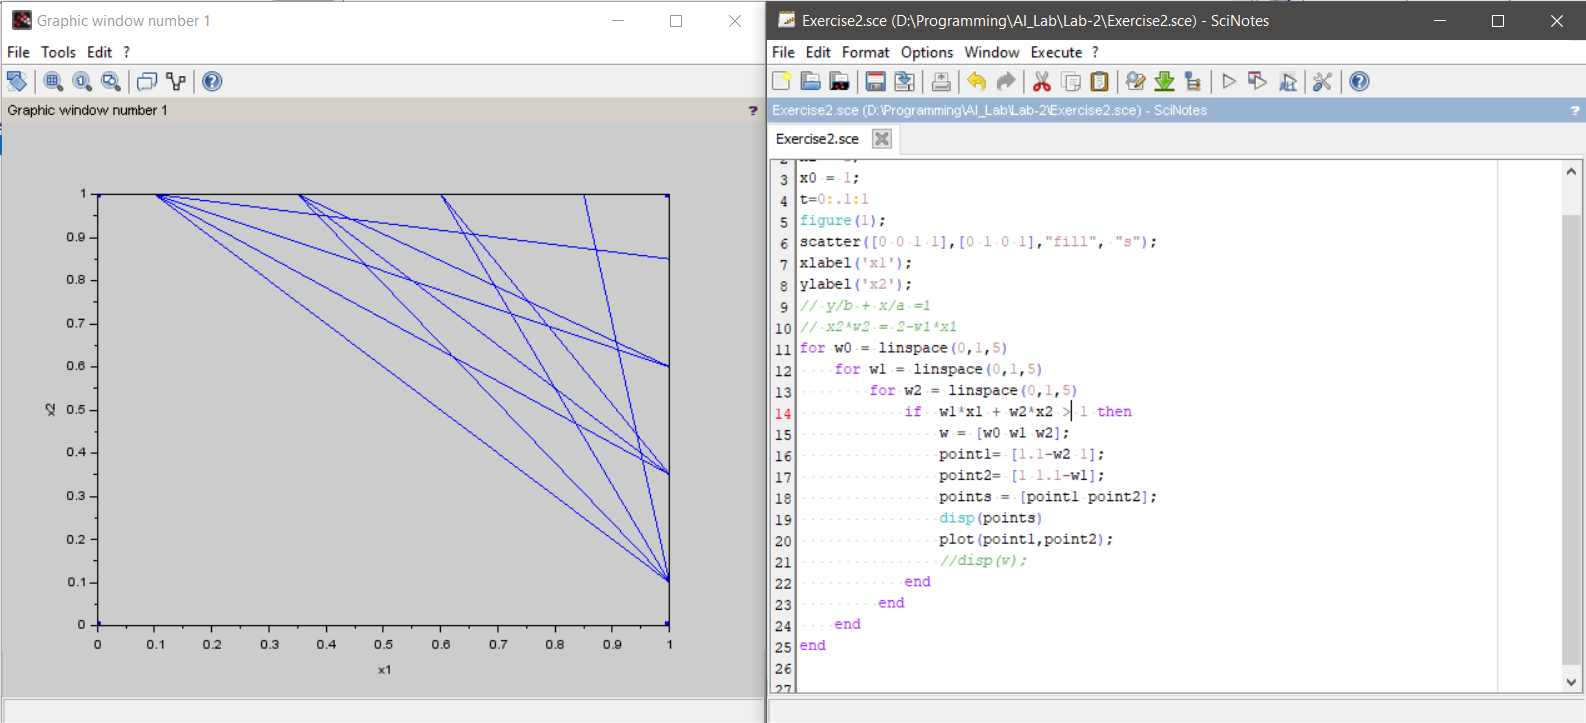 Graphic window number 1
File Tools Edit ?
Graphic window number 1 ?
1
0.9
0.8
0.7
0.6
x2
0.5
0.4
0.3
0.2
0.1
0
0 0.1 0.2 0.3 0.4 0.5 0.6 0.7 0.8 0.9 1
x1
Exercise2.sce (D:\Programming\AI_Lab\Lab-2\Exercise2.sce) - SciNotes
File Edit Format Options Window Execute ?
Exercise2.sce (D:\Programming\AI_Lab\Lab-2\Exercise2.sce) - SciNotes ?
Exercise2.sce
3 x0 = 1;
4 t=0:.1:1
5 figure(1);
6 scatter([0 0 1 1],[0 1 0 1],"fill", "s");
7 xlabel('x1');
8 ylabel('x2');
9 // y/b + x/a =1
10 // x2*w2 = 2-w1*x1
11 for w0 = linspace(0,1,5)
12 for w1 = linspace(0,1,5)
13 for w2 = linspace(0,1,5)
14 if w1*x1 + w2*x2 > 1 then
15 w = [w0 w1 w2];
16 point1= [1.1-w2 1];
17 point2= [1 1.1-w1];
18 points = [point1 point2];
19 disp(points)
20 plot(point1,point2);
21 //disp(w);
22 end
23 end
24 end
25 end
26
27